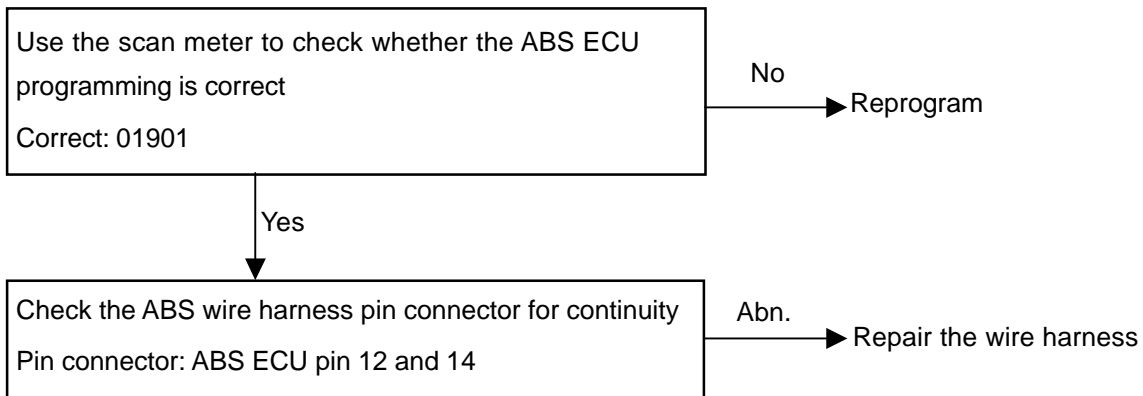 Use the scan meter to check whether the ABS ECU
programming is correct
Correct: 01901
No
Reprogram
Yes
Check the ABS wire harness pin connector for continuity
Pin connector: ABS ECU pin 12 and 14
Abn.
Repair the wire harness